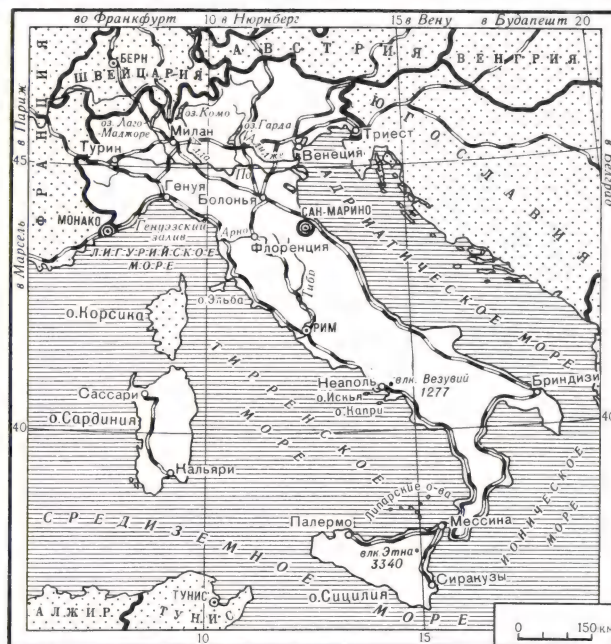 во Франкфурт 10 в Нюрнберг 15 в Вену в Будапешт 20
АВСТРИЯ
ВЕНГРИЯ
БЕРН
ШВЕЙЦАРИЯ
ФРАНЦИЯ
в Париж
ЮГОСЛАВИЯ
оз. Лаго-
Маджоре
оз. Комо
оз. Гарда
Адидже
Милан
Триест
Турин
Венеция
45
По
в Белград
Генуя
Болонья
САН-МАРИНО
МОНАКО
Генуэзский
залив
Арно
Флоренция
АДРИАТИЧЕСКОЕ МОРЕ
в Марсель
ЛИГУРИЙСКОЕ
МОРЕ
Тибр
о. Эльба
о. Корсика
РИМ
ТИРРЕНСКОЕ
МОРЕ
Неаполь
влк. Везувий
1277
Бриндизи
о. Искья
о. Капри
Сассари
о. Сардиния
40
40
Кальяри
Липарские о-ва
ИОНИЧЕСКОЕ
МОРЕ
СРЕДИЗЕМНОЕ
МОРЕ
Палермо
Мессина
влк Этна
3340
Сиракузы
о. Сицилия
ТУНИС
АЛЖИР
ТУНИС
10
15
0 150 км